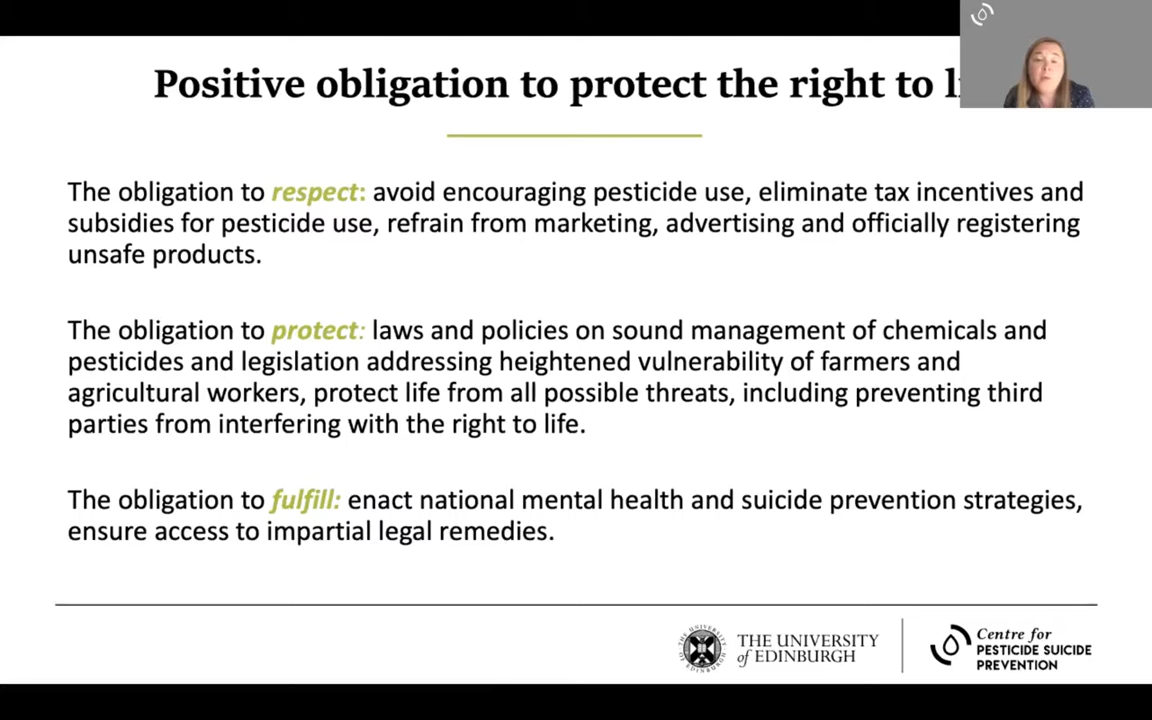 Positive obligation to protect the right to
The obligation to respect: avoid encouraging pesticide use, eliminate tax incentives and
subsidies for pesticide use, refrain from marketing, advertising and officially registering
unsafe products.
The obligation to protect: laws and policies on sound management of chemicals and
pesticides and legislation addressing heightened vulnerability of farmers and
agricultural workers, protect life from all possible threats, including preventing third
parties from interfering with the right to life.
The obligation to fulfill: enact national mental health and suicide prevention strategies,
ensure access to impartial legal remedies.
THE UNIVERSITY
of EDINBURGH
Centre for
PESTICIDE SUICIDE
PREVENTION